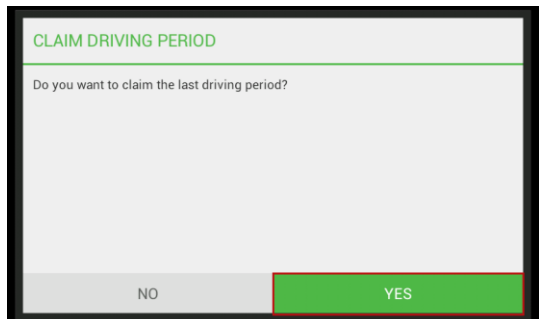 CLAIM DRIVING PERIOD
Do you want to claim the last driving period?
NO
YES